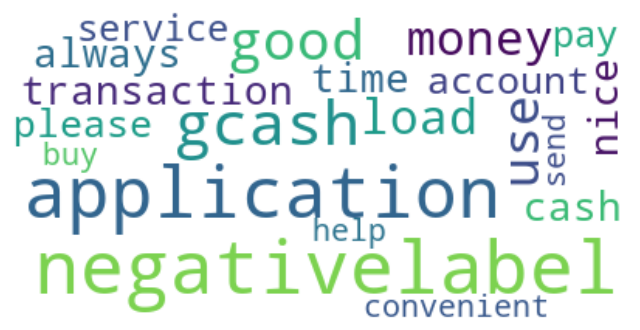 service
always
good
money
pay
transaction
time
account
nice
please
gcash
load
use
send
buy
application
cash
help
negativelabel
convenient